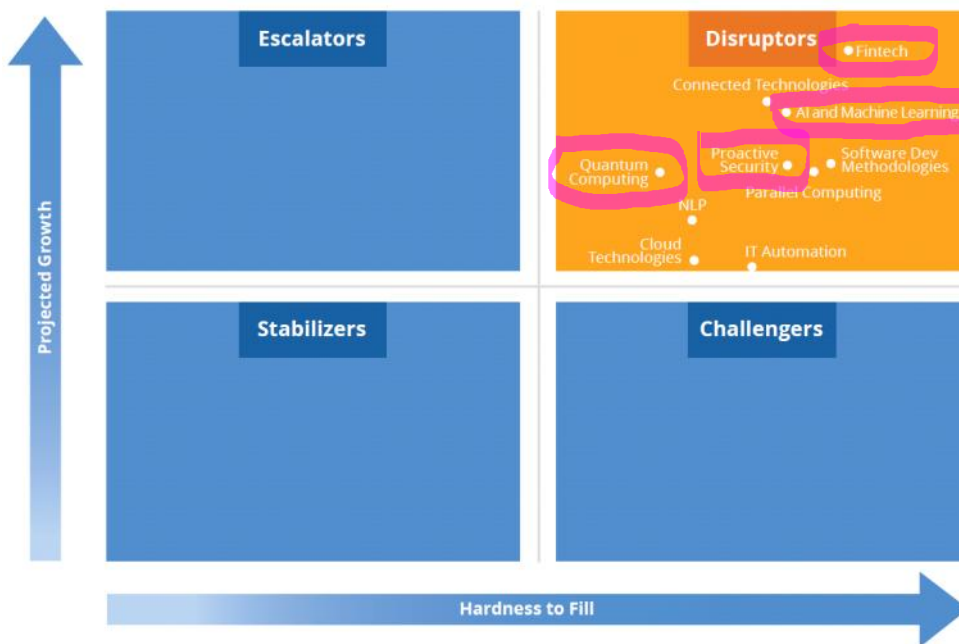 Escalators
Disruptors
Fintech
Connected Technologies
AI and Machine Learning
Quantum
Computing
Proactive
Security
Software Dev
Methodologies
Parallel Computing
NLP
Cloud
Technologies
IT Automation
Projected Growth
Stabilizers
Challengers
Hardness to Fill